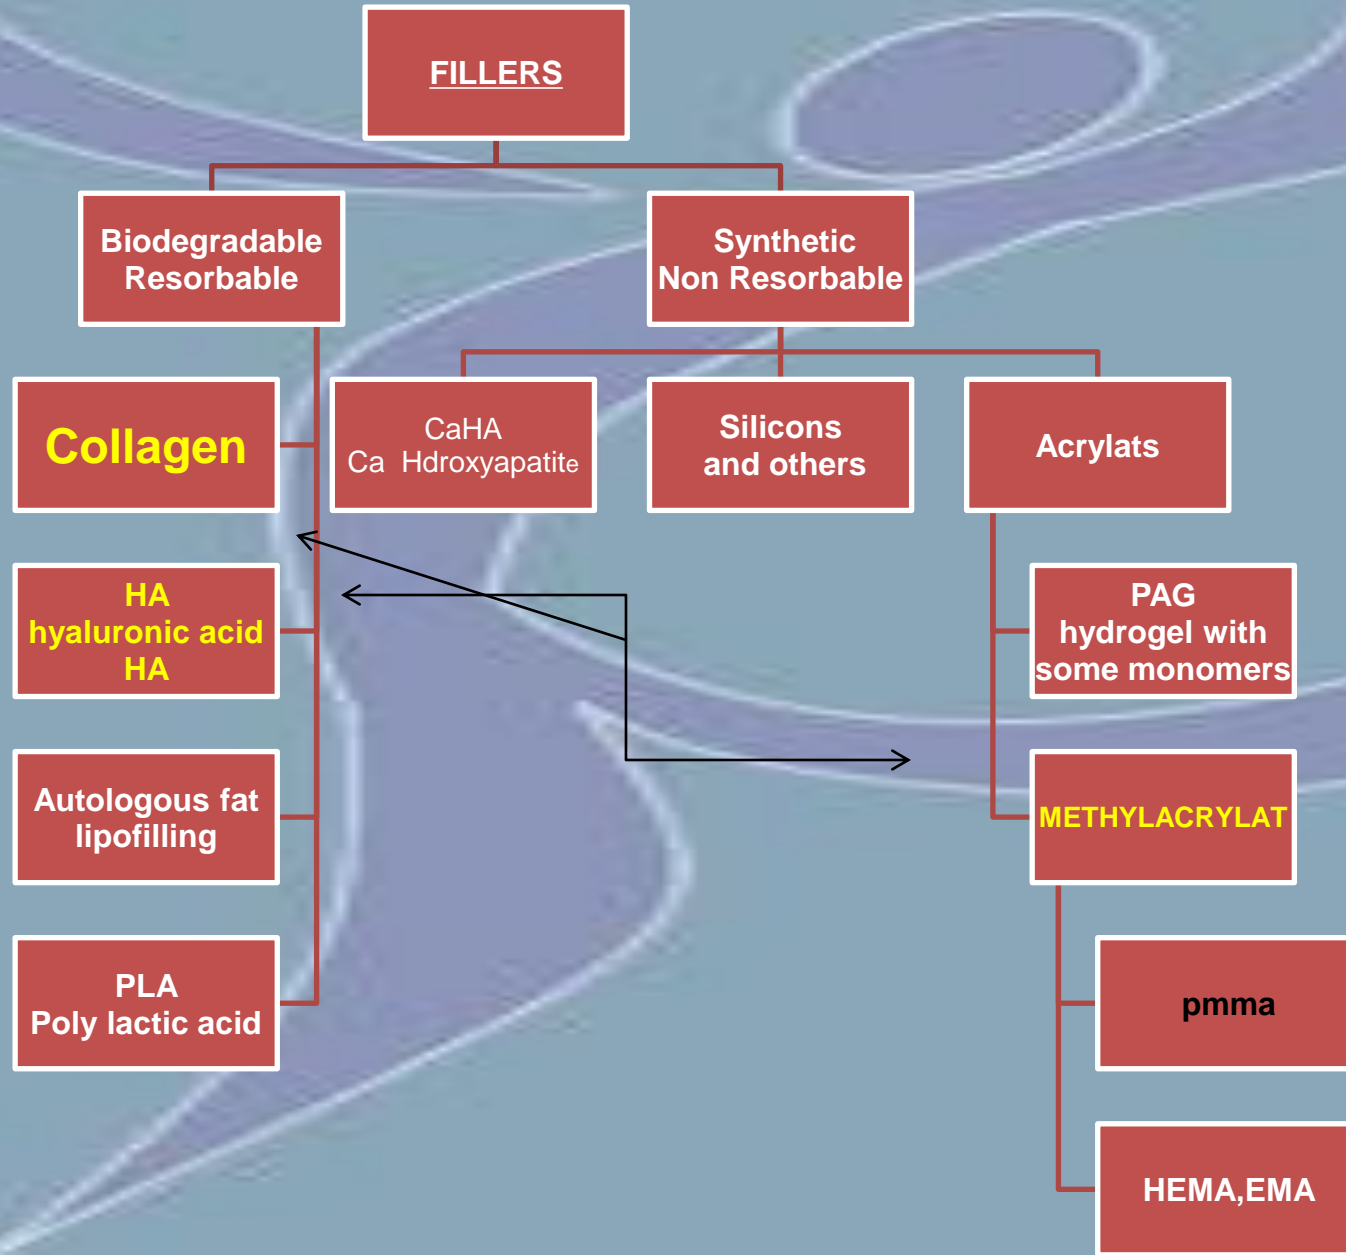 FILLERS
Biodegradable
Resorbable
Synthetic
Non Resorbable
Collagen
CaHA
Ca Hdroxyapatite
Silicons
and others
Acrylats
HA
hyaluronic acid
HA
PAG
hydrogel with
some monomers
Autologous fat
lipofilling
METHYLACRYLAT
PLA
Poly lactic acid
pmma
HEMA,EMA